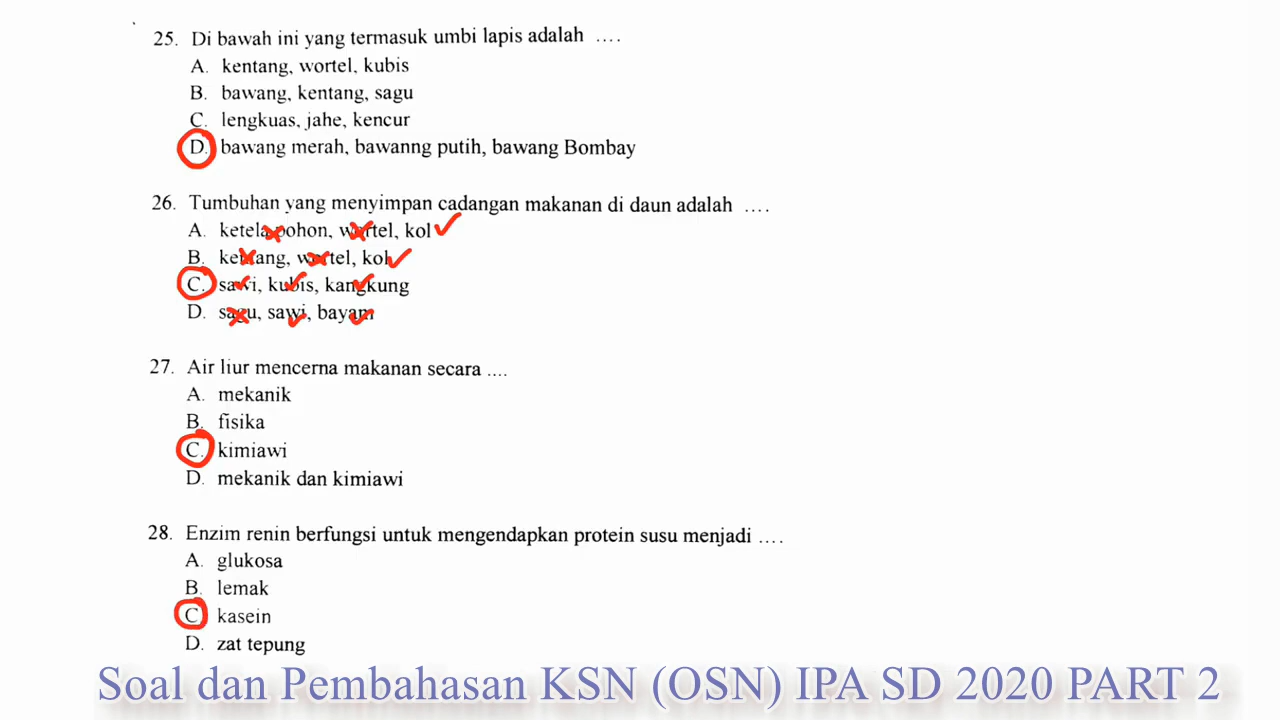 25. Di bawah ini yang termasuk umbi lapis adalah ....
A. kentang, wortel, kubis
B. bawang, kentang, sagu
C. lengkuas, jahe, kencur
D. bawang merah, bawanng putih, bawang Bombay
26. Tumbuhan yang menyimpan cadangan makanan di daun adalah ....
A. ketela pohon, wortel, kol
B. kentang, wortel, kol
C. sawi, kubis, kangkung
D. sagu, sawi, bayam
27. Air liur mencerna makanan secara ....
A. mekanik
B. fisika
C. kimiawi
D. mekanik dan kimiawi
28. Enzim renin berfungsi untuk mengendapkan protein susu menjadi ....
A. glukosa
B. lemak
C. kasein
D. zat tepung
Soal dan Pembahasan KSN (OSN) IPA SD 2020 PART 2